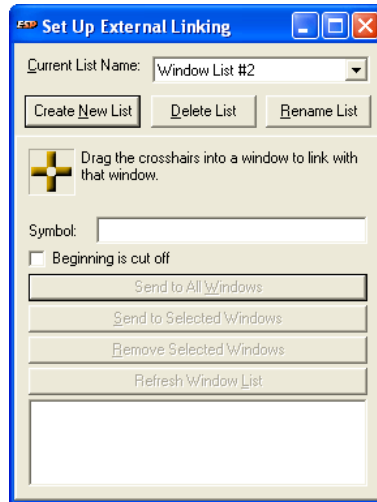 ESP Set Up External Linking
Current List Name: Window List #2
Create New List Delete List Rename List
Drag the crosshairs into a window to link with
that window.
Symbol:
Beginning is cut off
Send to All Windows
Send to Selected Windows
Remove Selected Windows
Refresh Window List